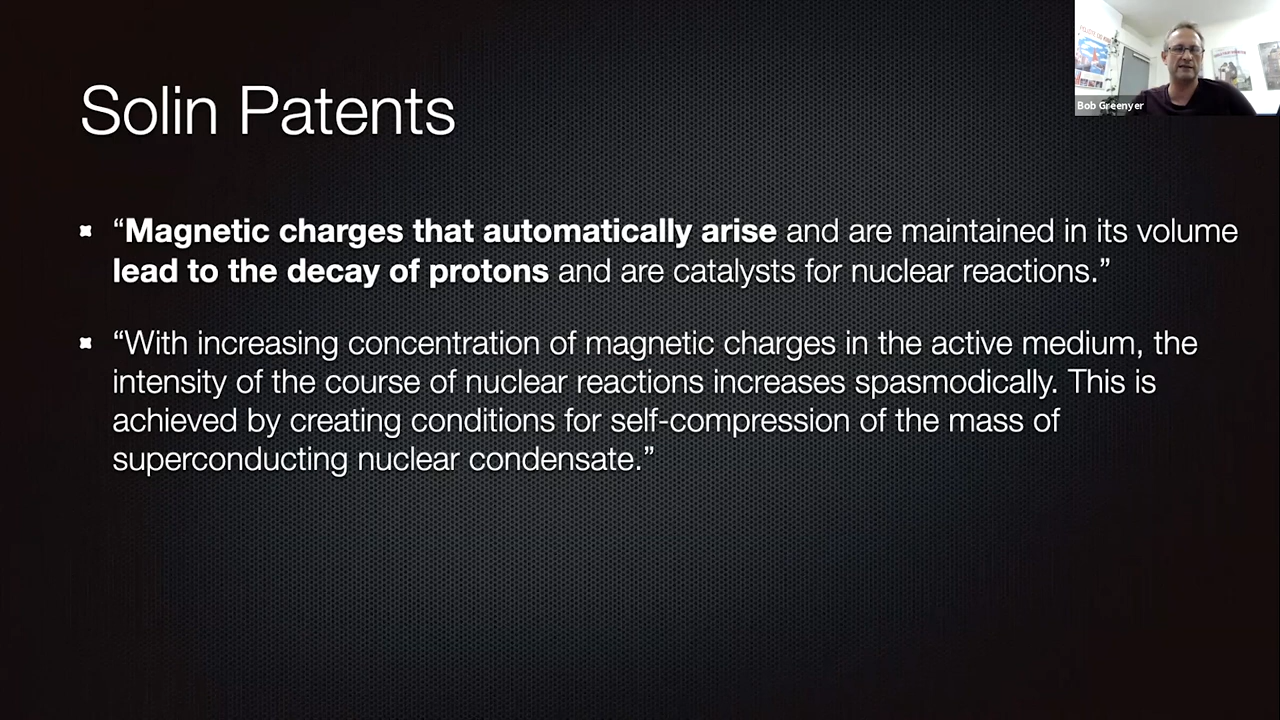 Bob Greenyer
Solin Patents
“Magnetic charges that automatically arise and are maintained in its volume
lead to the decay of protons and are catalysts for nuclear reactions.”
“With increasing concentration of magnetic charges in the active medium, the
intensity of the course of nuclear reactions increases spasmodically. This is
achieved by creating conditions for self-compression of the mass of
superconducting nuclear condensate.”